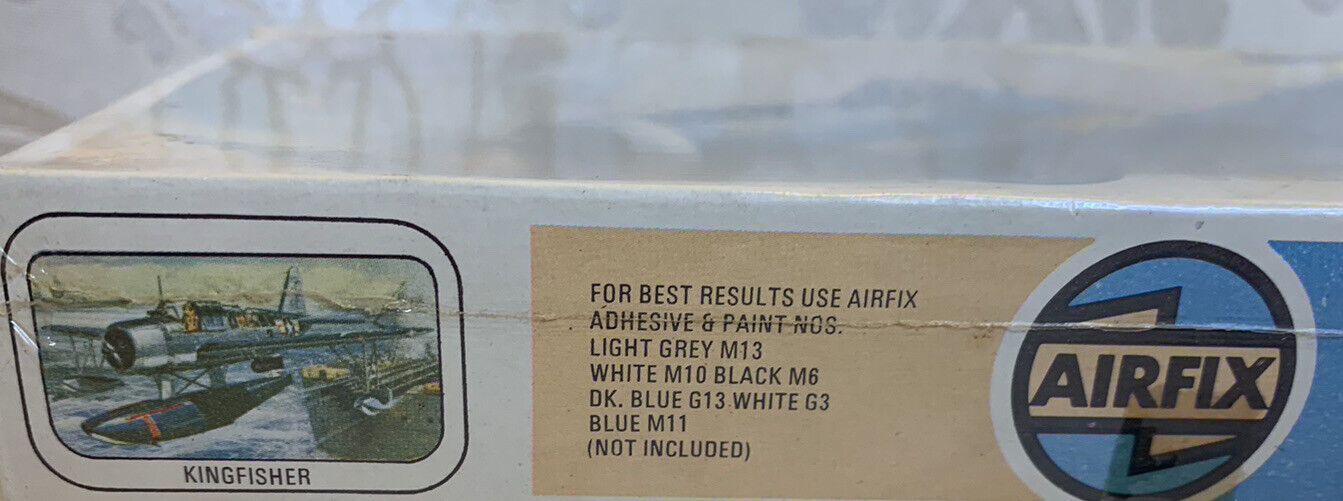 KINGFISHER
FOR BEST RESULTS USE AIRFIX
ADHESIVE & PAINT NOS.
LIGHT GREY M13
WHITE M10 BLACK M6
DK. BLUE G13 WHITE G3
BLUE M11
(NOT INCLUDED)
AIRFIX